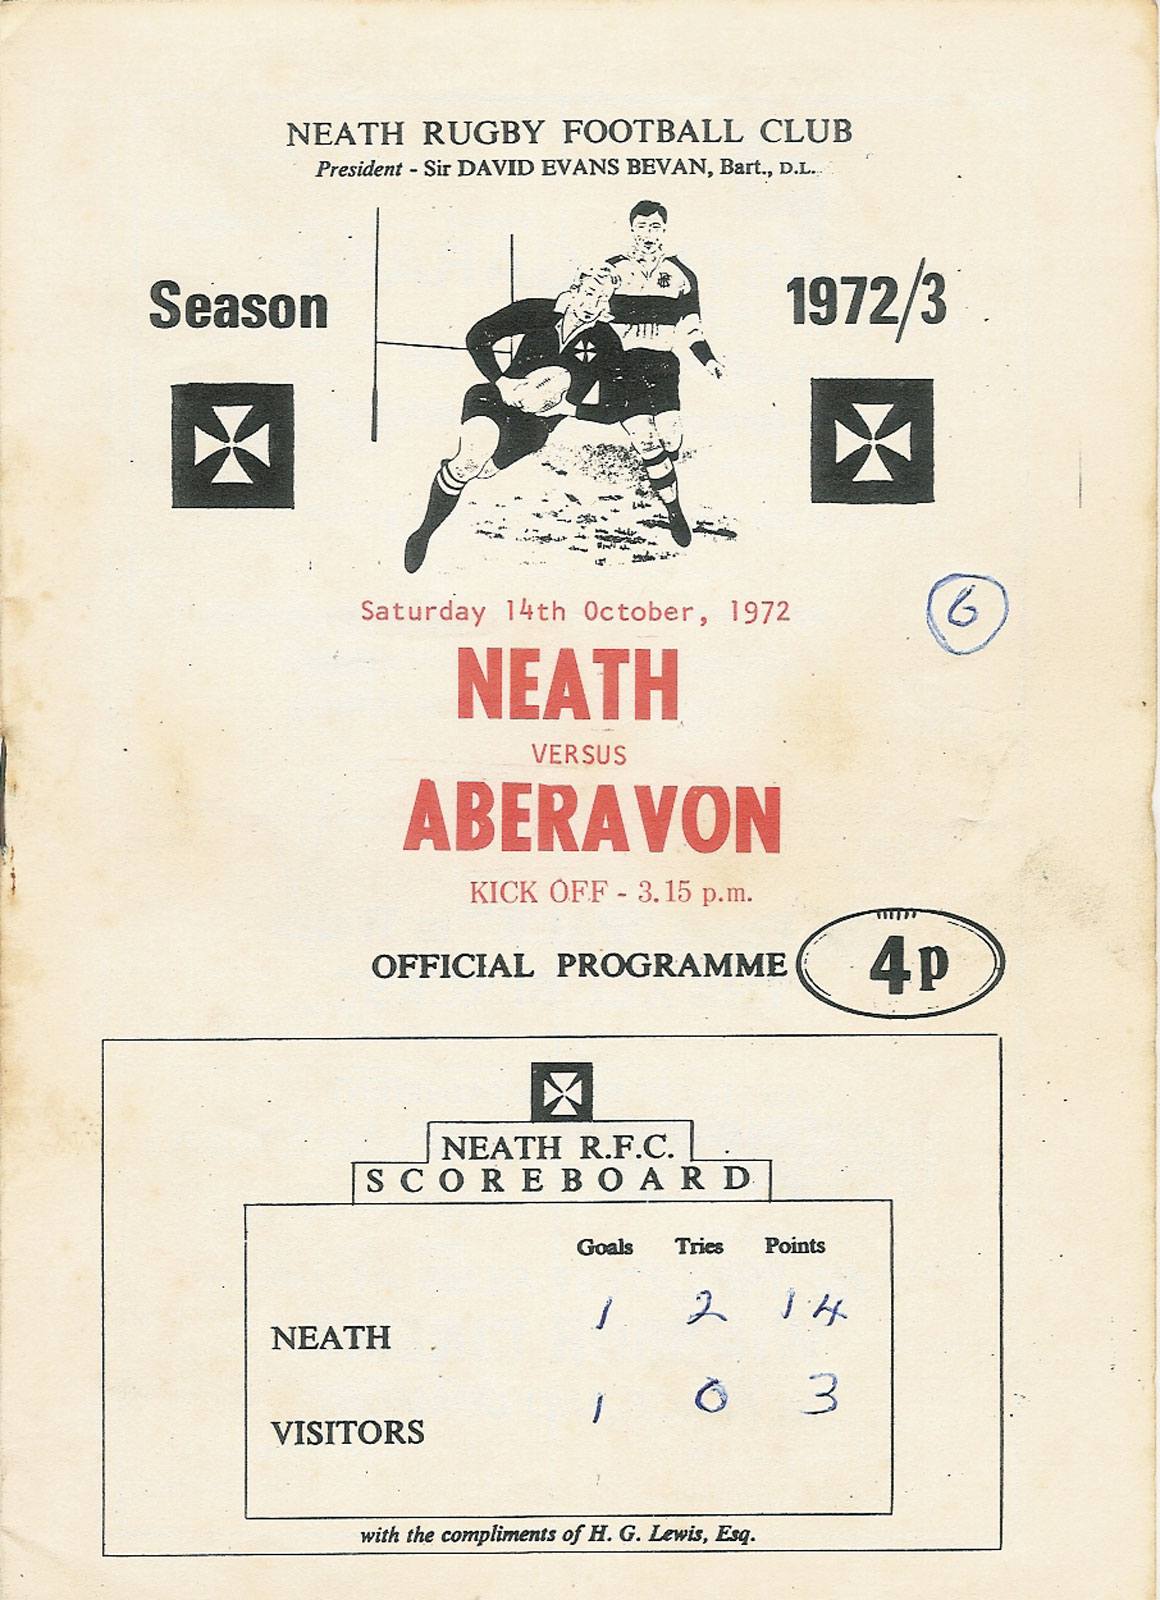 NEATH RUGBY FOOTBALL CLUB
President - Sir DAVID EVANS BEVAN, Bart., D.L.
Season 1972/3
6
Saturday 14th October, 1972
NEATH
VERSUS
ABERAVON
KICK OFF - 3.15 p.m.
OFFICIAL PROGRAMME 4p
NEATH R.F.C.
SCOREBOARD
Goals Tries Points
NEATH 1 2 14
VISITORS 1 0 3
with the compliments of H. G. Lewis, Esq.